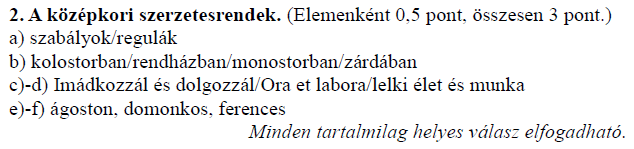 2. A középkori szerzetesrendek. (Elemenként 0,5 pont, összesen 3 pont.)
a) szabályok/regulák
b) kolostorban/rendházban/monostorban/zárdában
c)-d) Imádkozzál és dolgozzál/Ora et labora/lelki élet és munka
e)-f) ágoston, domonkos, ferences
Minden tartalmilag helyes válasz elfogadható.